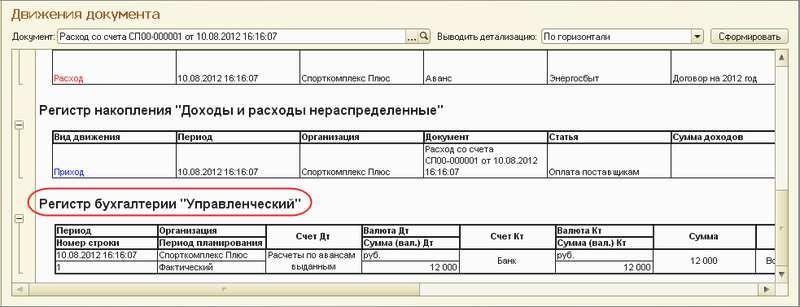 Движения документа
Документ: Расход со счета СП00-000001 от 10.08.2012 16:16:07 ... Выводить детализацию: По горизонтали Сформировать
Расход 10.08.2012 16:16:07 Спорткомплекс Плюс Аванс Энергосбыт Договор на 2012 год
Регистр накопления "Доходы и расходы нераспределенные"
Вид движения Период Организация Документ Статья Сумма доходов
Приход 10.08.2012 16:16:07 Спорткомплекс Плюс Расход со счета
СП00-000001 от 10.08.2012
16:16:07 Оплата поставщикам
Регистр бухгалтерии "Управленческий"
Период Организация Счет Дт Валюта Дт Счет Кт Валюта Кт Сумма
Номер строки Период планирования Сумма (вал.) Дт Сумма (вал.) Кт
10.08.2012 16:16:07 Спорткомплекс Плюс Расчеты по авансам руб. Банк руб. 12 000
1 Фактический выданным 12 000 12 000